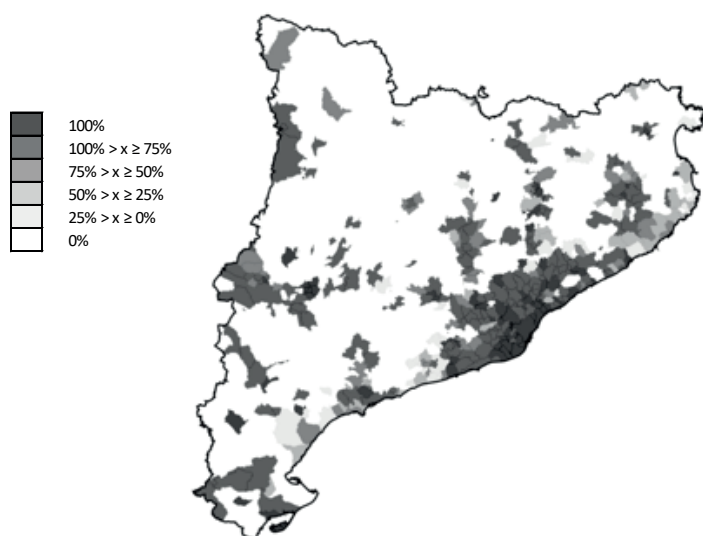 100%
100% > x ≥ 75%
75% > x ≥ 50%
50% > x ≥ 25%
25% > x ≥ 0%
0%